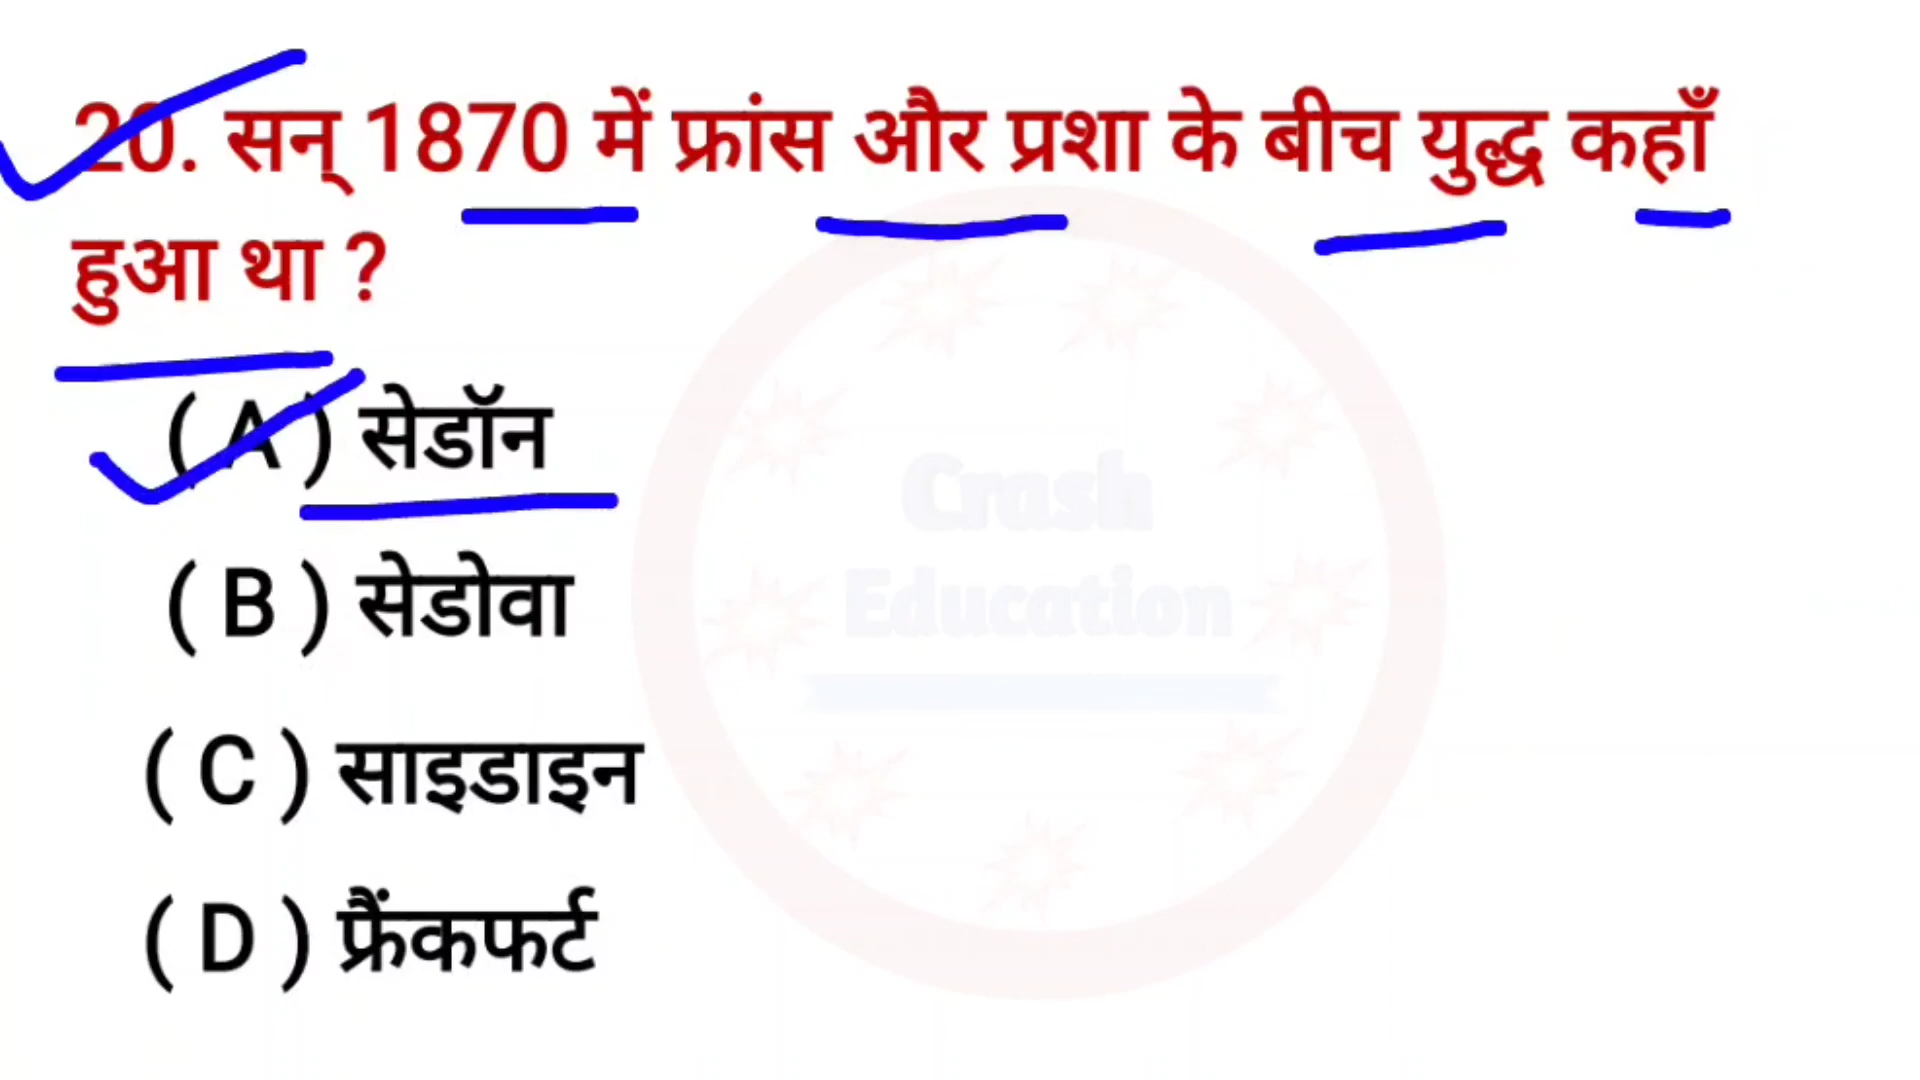 20. सन् 1870 में फ्रांस और प्रशा के बीच युद्ध कहाँ
हुआ था ?
( A ) सेडॉन
( B ) सेडोवा
( C ) साइडाइन
( D ) फ्रैंकफर्ट
Crash
Education